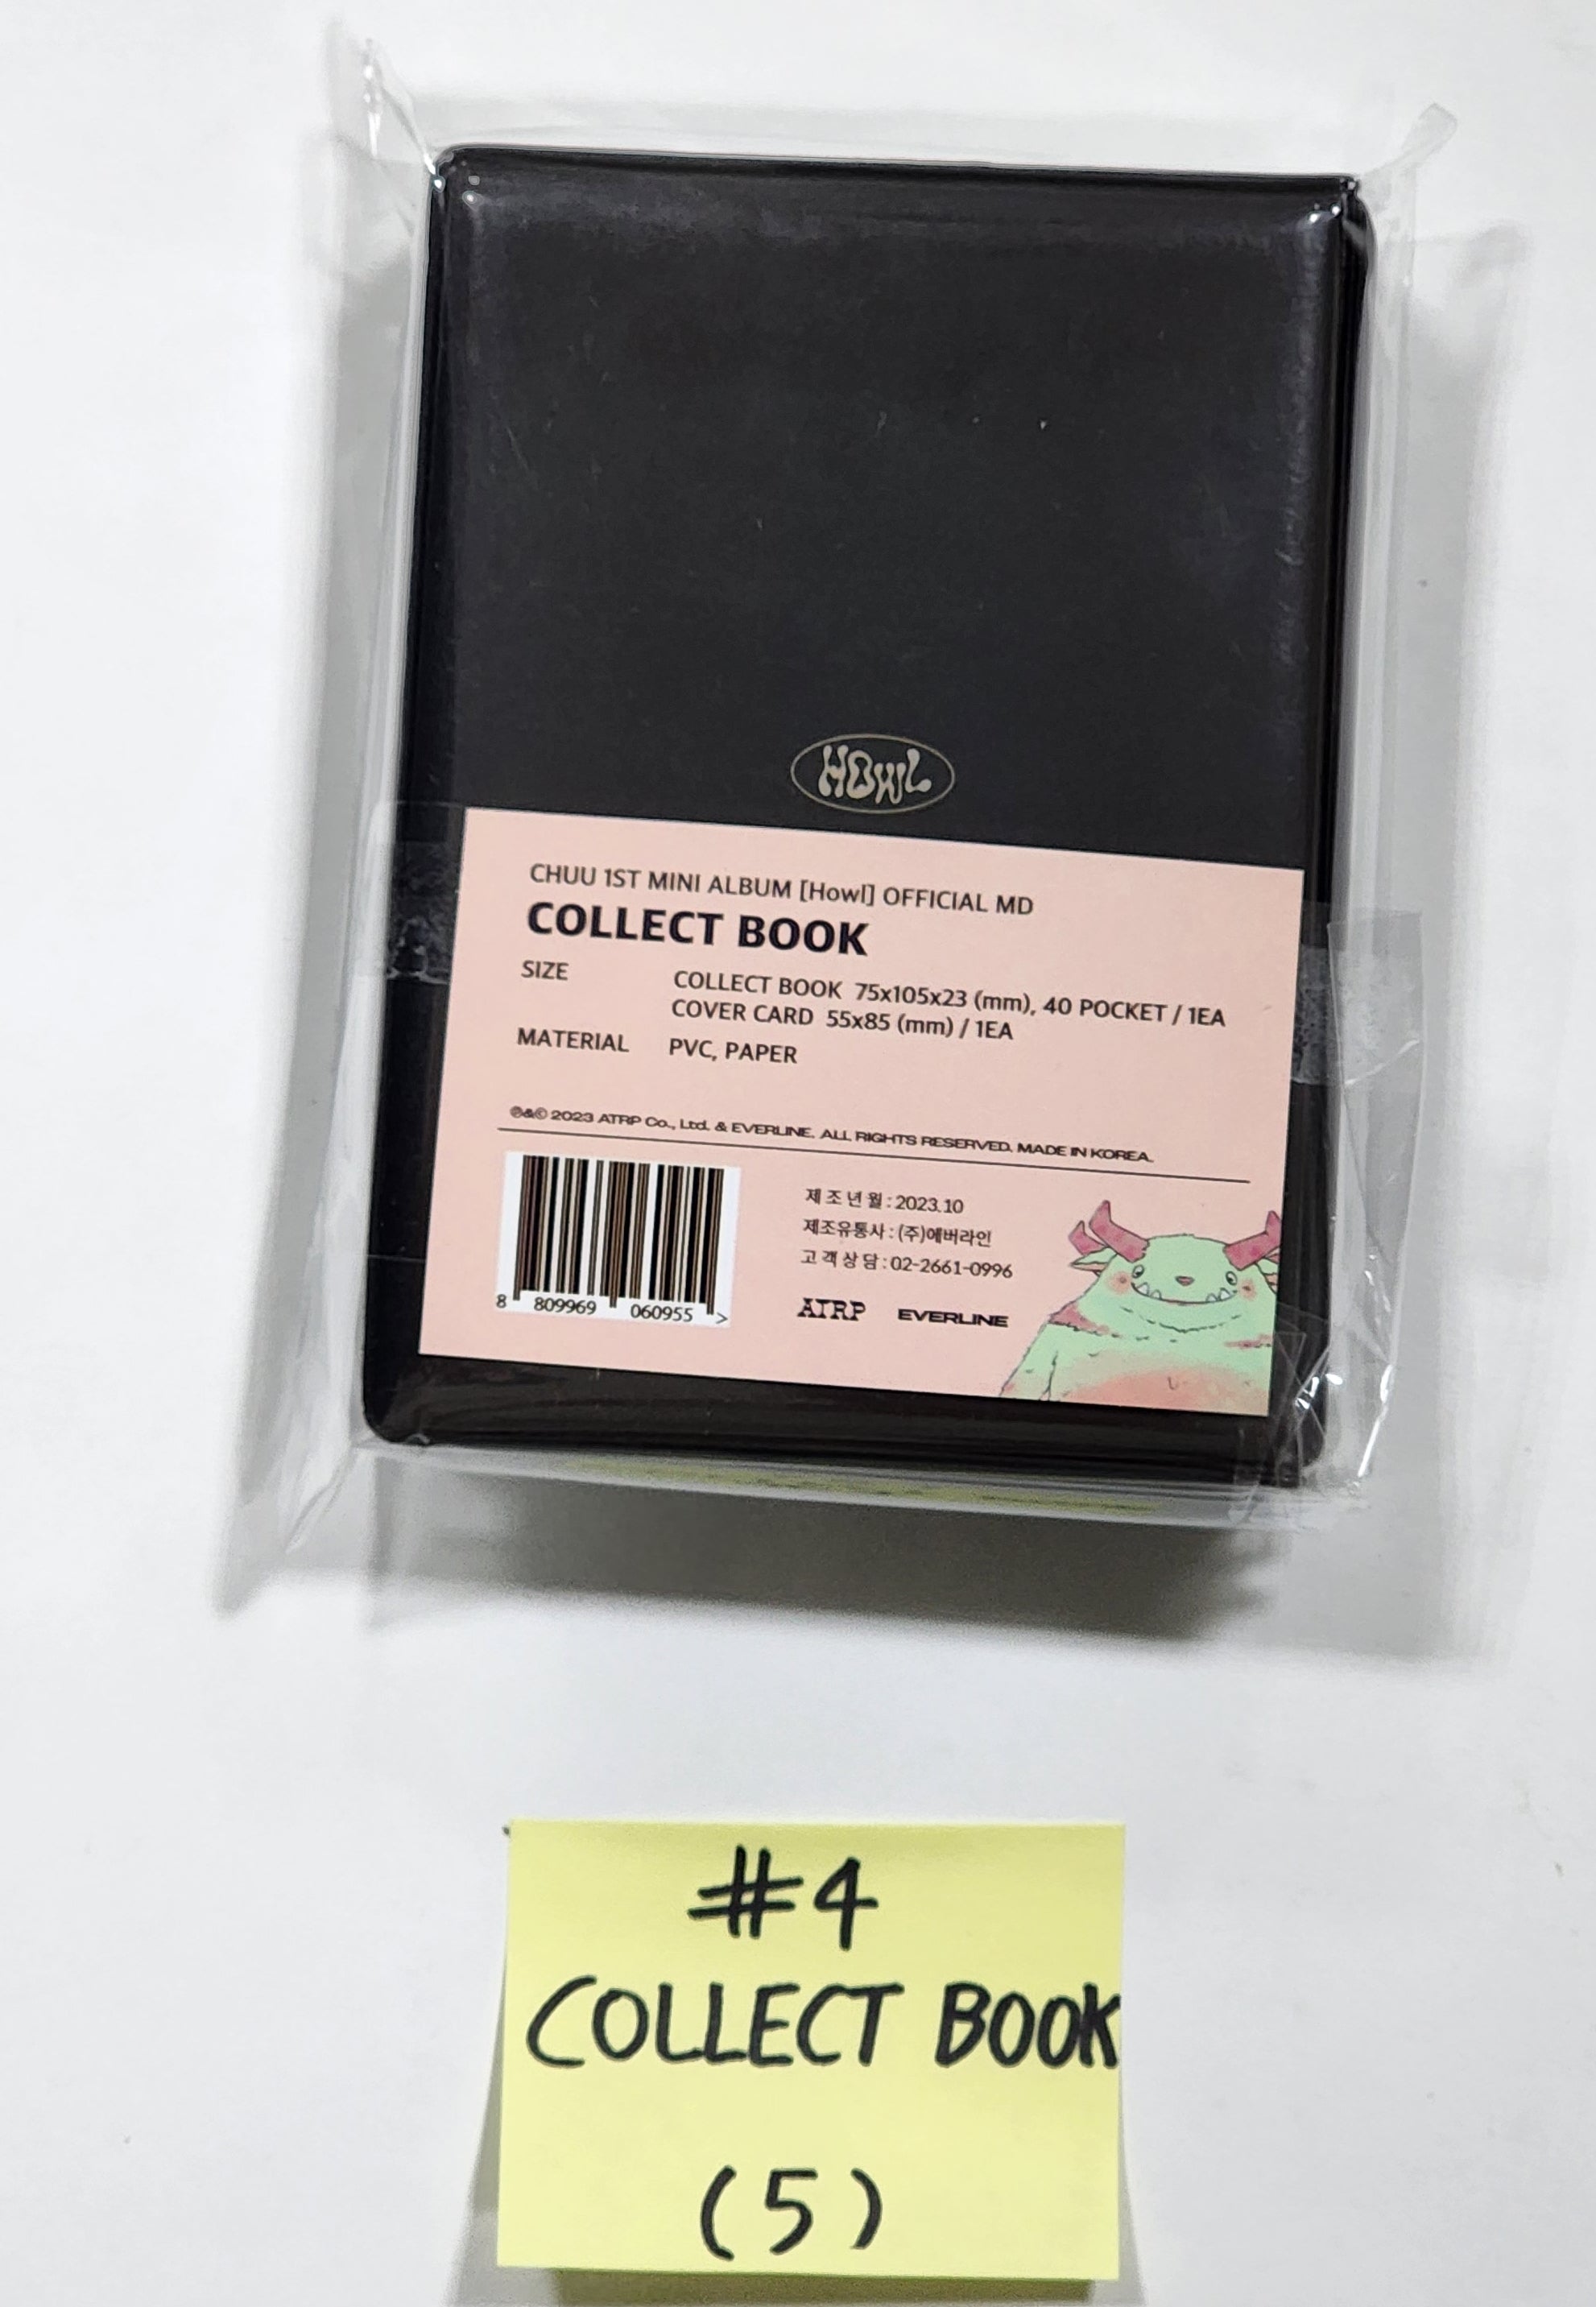 HOWL
CHUU 1ST MINI ALBUM [Howl] OFFICIAL MD
COLLECT BOOK
SIZE COLLECT BOOK 75x105x23 (mm), 40 POCKET / 1EA
COVER CARD 55x85 (mm) / 1EA
MATERIAL PVC, PAPER
℗&© 2023 ATRP Co., Ltd. & EVERLINE. ALL RIGHTS RESERVED. MADE IN KOREA.
제조년월 : 2023.10
제조유통사 : (주)에버라인
고객상담 : 02-2661-0996
8 809969 060955 >
ATRP EVERLINE
#4
COLLECT BOOK
(5)